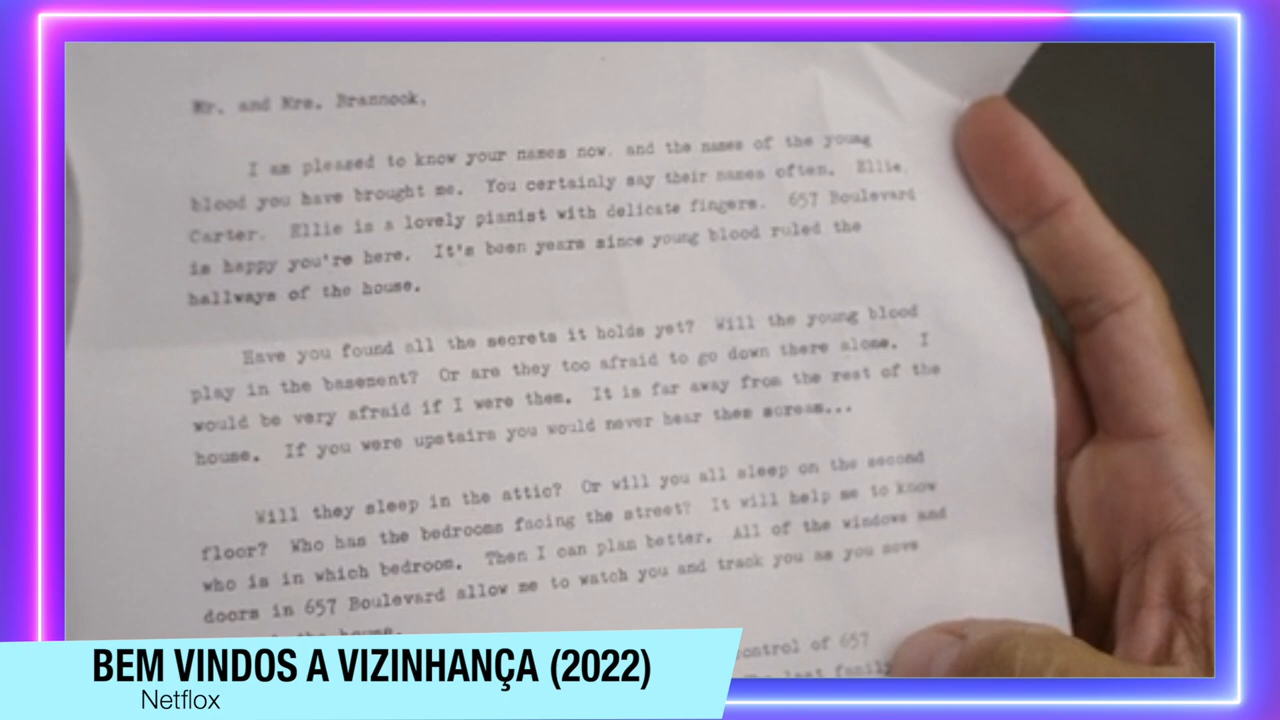 Mr. and Mrs. Brannock,
I am pleased to know your names now, and the names of the young
blood you have brought me. You certainly say their names often. Ellie,
Carter. Ellie is a lovely pianist with delicate fingers. 657 Boulevard
is happy you're here. It's been years since young blood ruled the
hallways of the house.
Have you found all the secrets it holds yet? Will the young blood
play in the basement? Or are they too afraid to go down there alone. I
would be very afraid if I were them. It is far away from the rest of the
house. If you were upstairs you would never hear them scream...
Will they sleep in the attic? Or will you all sleep on the second
floor? Who has the bedrooms facing the street? It will help me to know
who is in which bedroom. Then I can plan better. All of the windows and
doors in 657 Boulevard allow me to watch you and track you as you move
the house.
control of 657
The last family
BEM VINDOS A VIZINHANÇA (2022)
Netflox